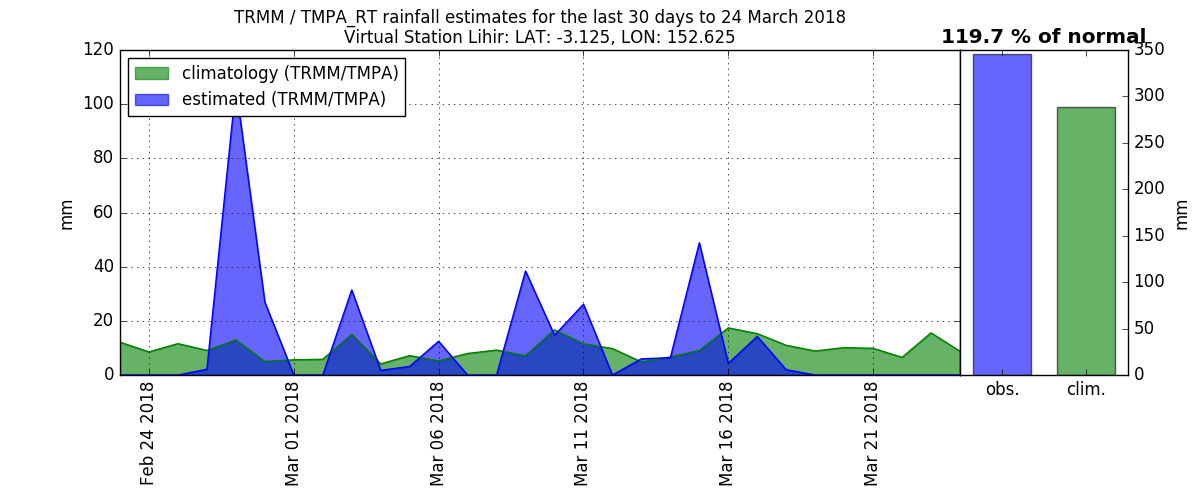 TRMM / TMPA_RT rainfall estimates for the last 30 days to 24 March 2018
Virtual Station Lihir: LAT: -3.125, LON: 152.625
119.7 % of normal
climatology (TRMM/TMPA)
estimated (TRMM/TMPA)
120
100
80
60
40
20
0
mm
Feb 24 2018
Mar 01 2018
Mar 06 2018
Mar 11 2018
Mar 16 2018
Mar 21 2018
obs.
clim.
350
300
250
200
150
100
50
0
mm